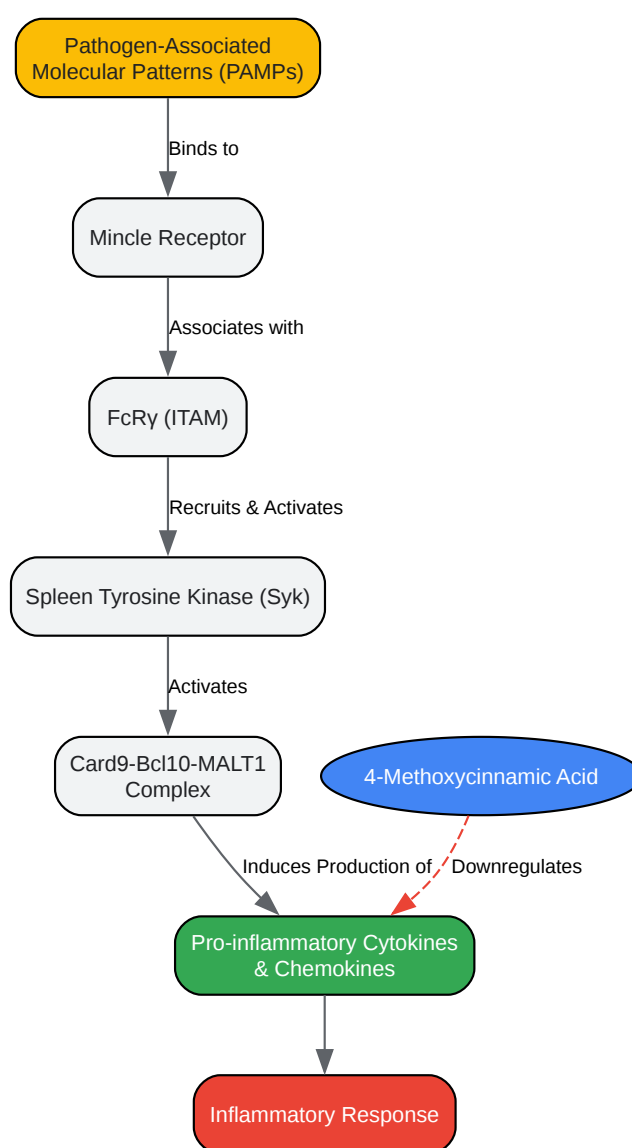 Pathogen-Associated
Molecular Patterns (PAMPs)
Binds to
Mincle Receptor
Associates with
FcRγ (ITAM)
Recruits & Activates
Spleen Tyrosine Kinase (Syk)
Activates
Card9-Bcl10-MALT1
Complex
4-Methoxycinnamic Acid
Induces Production of
Downregulates
Pro-inflammatory Cytokines
& Chemokines
Inflammatory Response